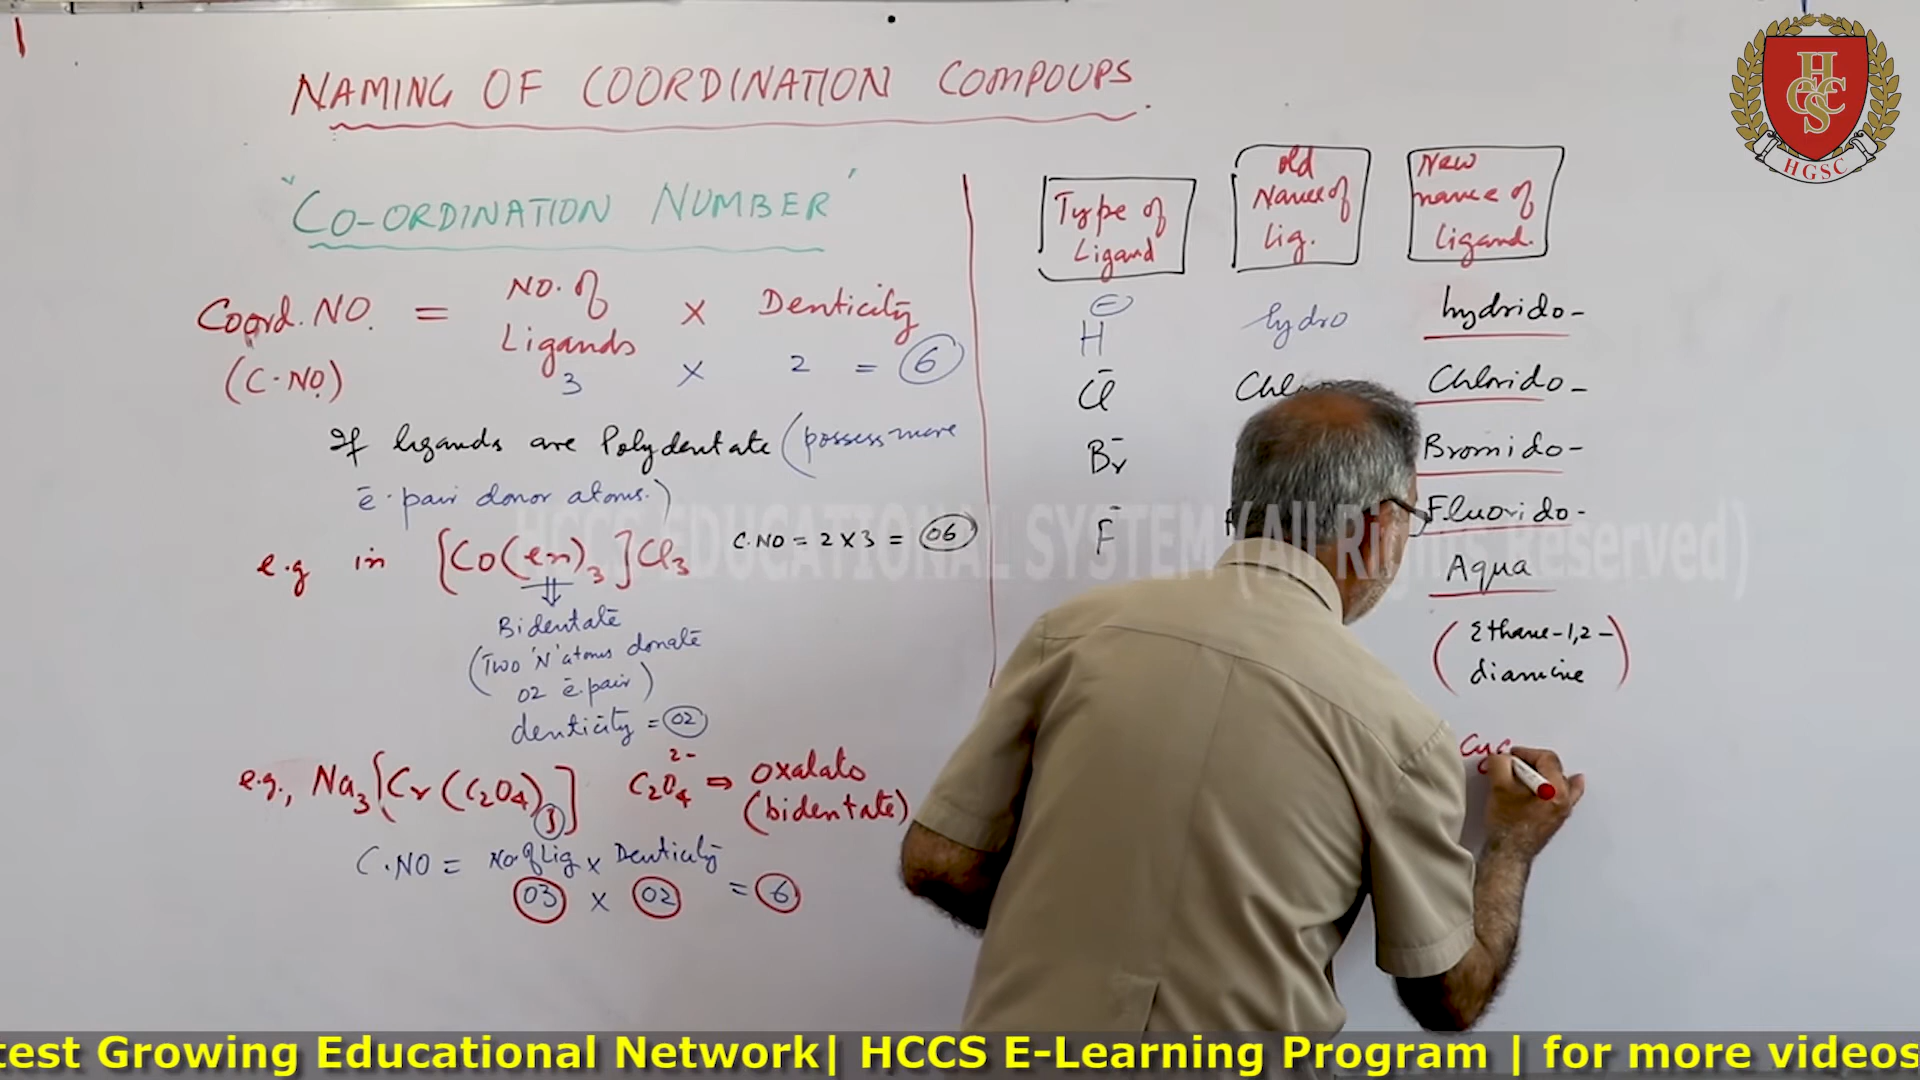 NAMING OF COORDINATION COMPOUPS.
"CO-ORDINATION NUMBER"
Coord. NO. = NO. of Ligands x Denticity
(C.NO.) 3 x 2 = 6
If ligands are Polydentate (possess more
ē.pair donor atoms.)
e.g in [Co(en)3]Cl3 C.NO = 2 x 3 = 06
Bidentate
(Two 'N' atoms donate
02 ē.pair)
denticity = 02
e.g., Na3[Cr(C2O4)3] C2O4 2- ⇒ oxalato
(bidentate)
C.NO = No. of Lig x Denticity
03 x 02 = 6
Type of
Ligand
old
Name of
Lig.
New
name of
Ligand.
H⁻ hydro hydrido-
Cl⁻ Chlorido-
Br⁻ Bromido-
F⁻ Fluorido-
Aqua
(Ethane-1,2-
diamine)
HGCCS
HGSC
HCCS EDUCATIONAL SYSTEM (All Rights Reserved)
test Growing Educational Network| HCCS E-Learning Program | for more videos